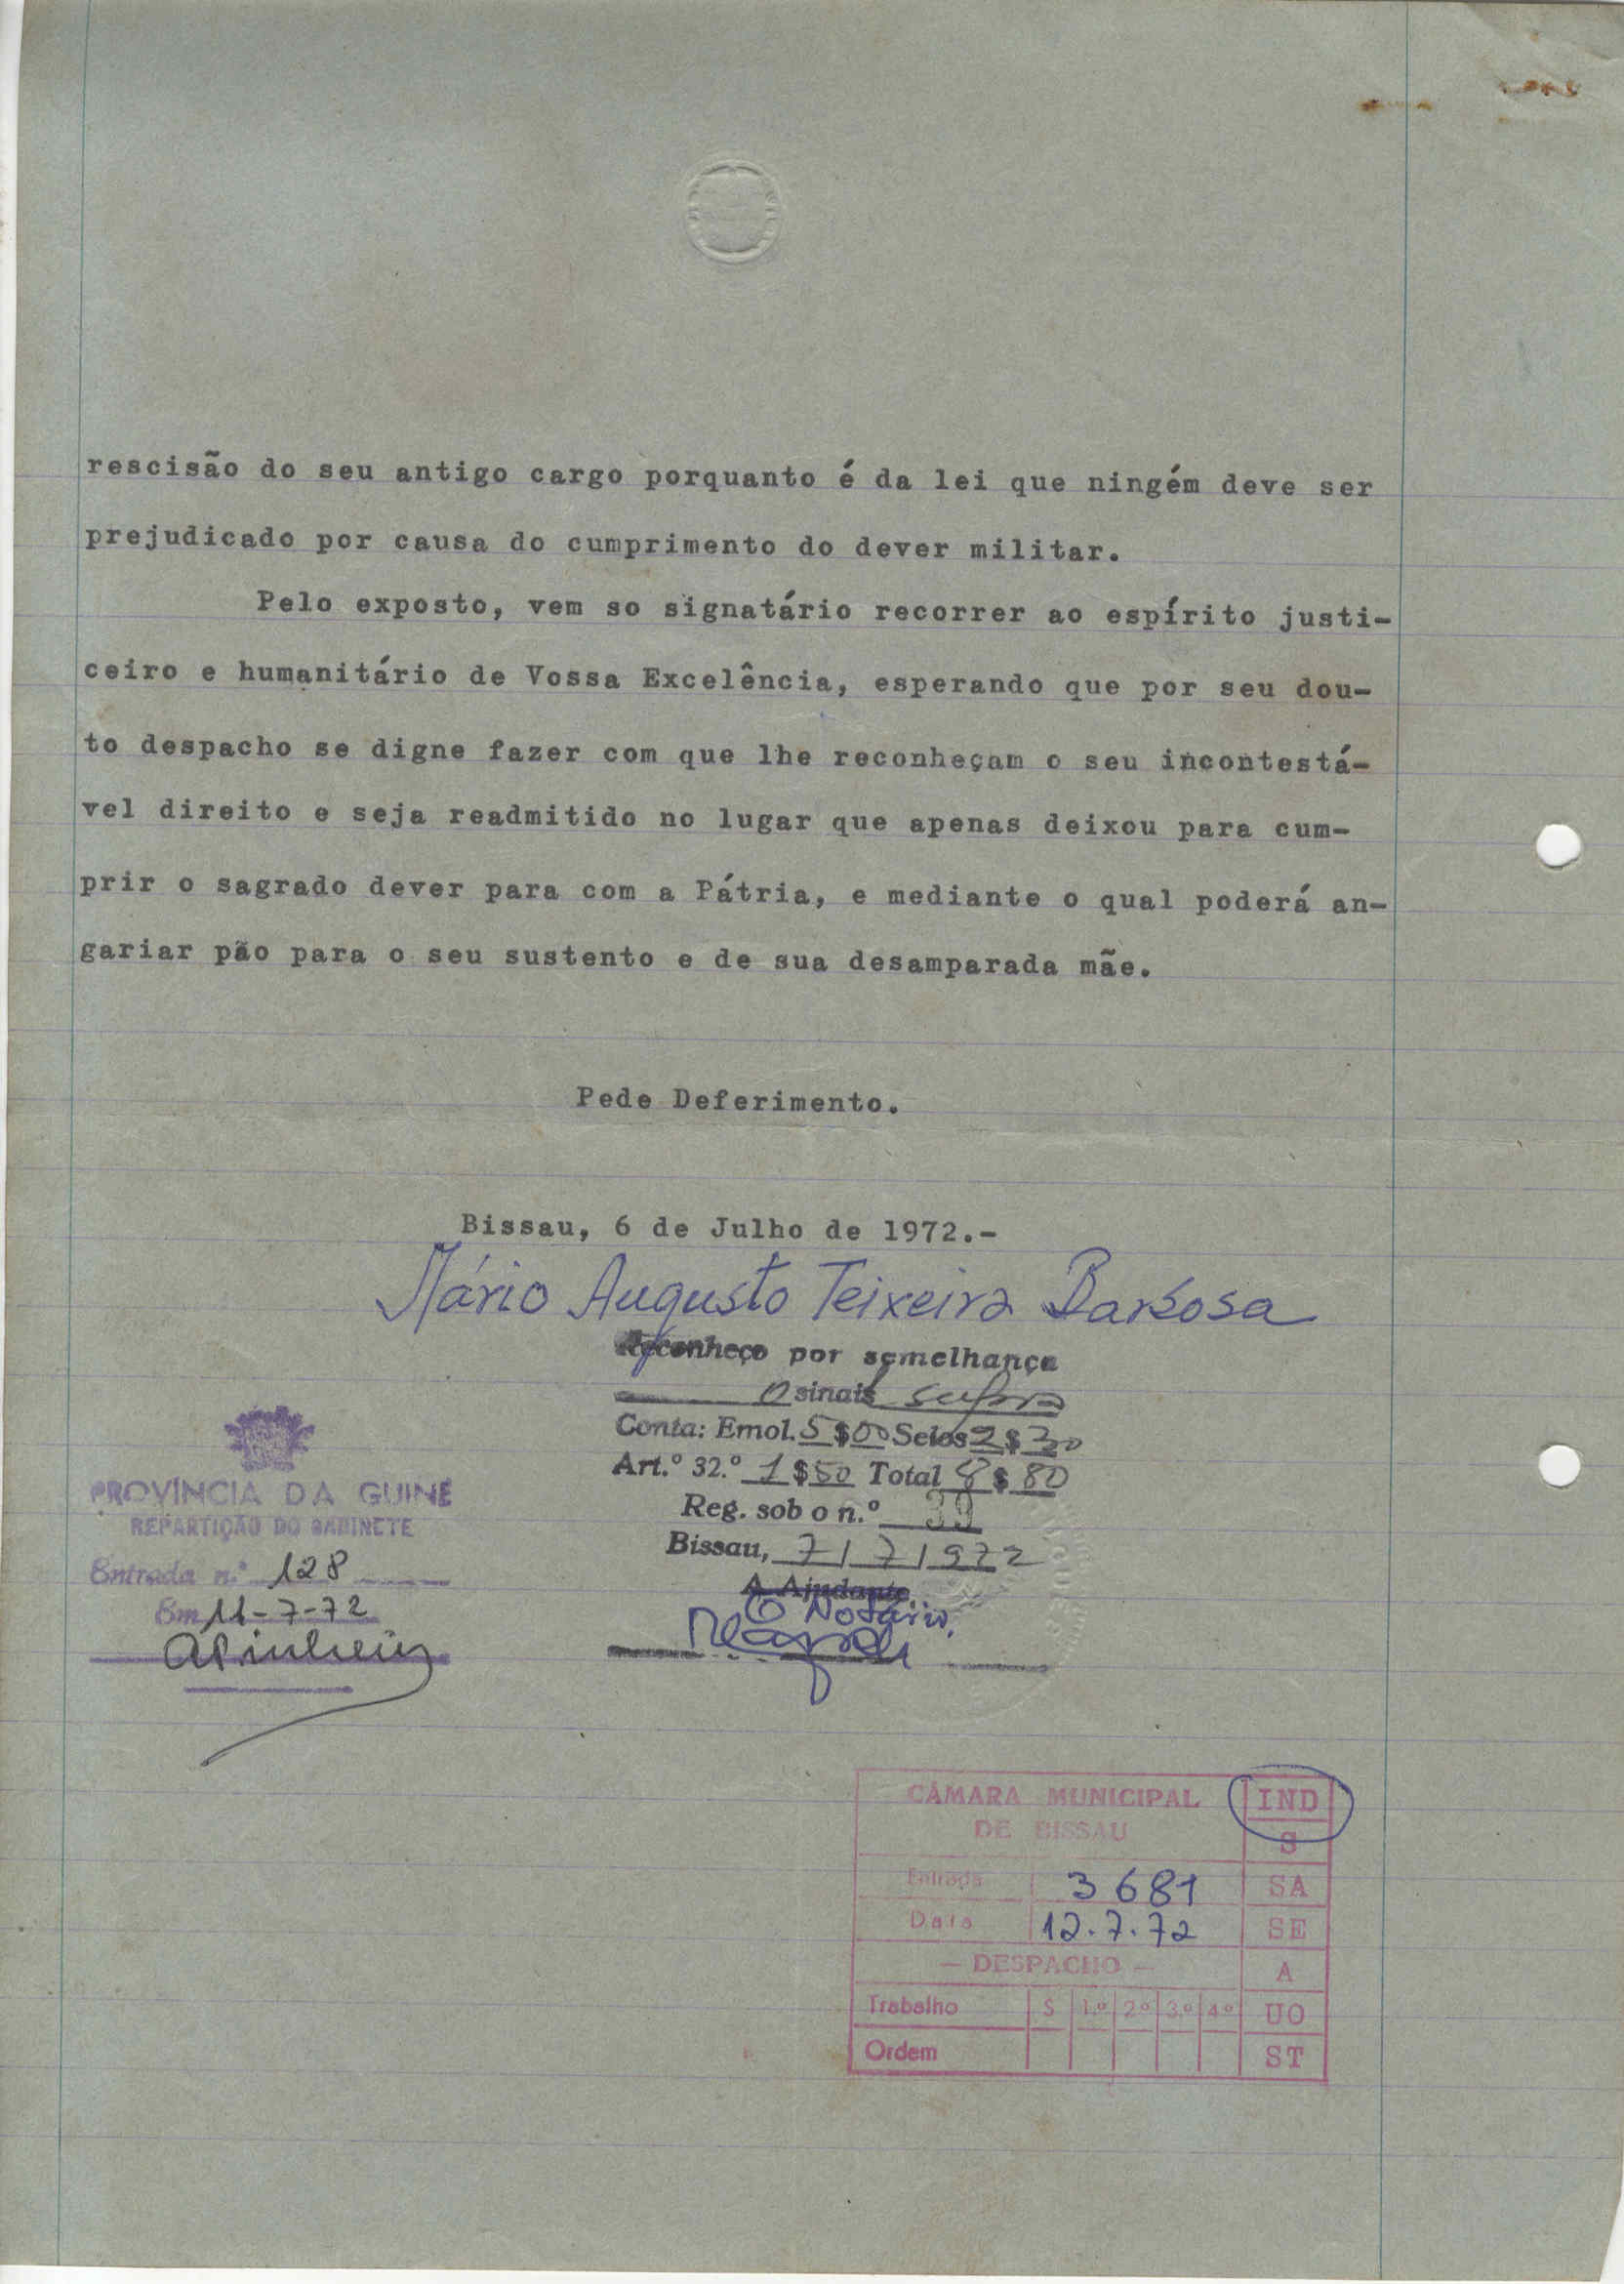 rescisão do seu antigo cargo porquanto é da lei que ningém deve ser
prejudicado por causa do cumprimento do dever militar.
Pelo exposto, vem so signatário recorrer ao espírito justi-
ceiro e humanitário de Vossa Excelência, esperando que por seu dou-
to despacho se digne fazer com que lhe reconheçam o seu incontestá-
vel direito e seja readmitido no lugar que apenas deixou para cum-
prir o sagrado dever para com a Pátria, e mediante o qual poderá an-
gariar pão para o seu sustento e de sua desamparada mãe.
Pede Deferimento.
Bissau, 6 de Julho de 1972.-
Mário Augusto Teixeira Barbosa
Reconheço por semelhança
o sinal supra
Conta: Emol. 5$00 Selos 2$30
Art.º 32.º 1$50 Total 8$80
Reg. sob o n.º 39
Bissau, 7/7/1972
A Ajudante
O Notário,
PROVÍNCIA DA GUINÉ
REPARTIÇÃO DO GABINETE
Entrada n.º 128
Em 11-7-72
CÂMARA MUNICIPAL IND
DE BISSAU S
Entrada 3681 SA
Data 12.7.72 SE
— DESPACHO — A
Trabalho S 1.º 2.º 3.º 4.º UO
Ordem ST